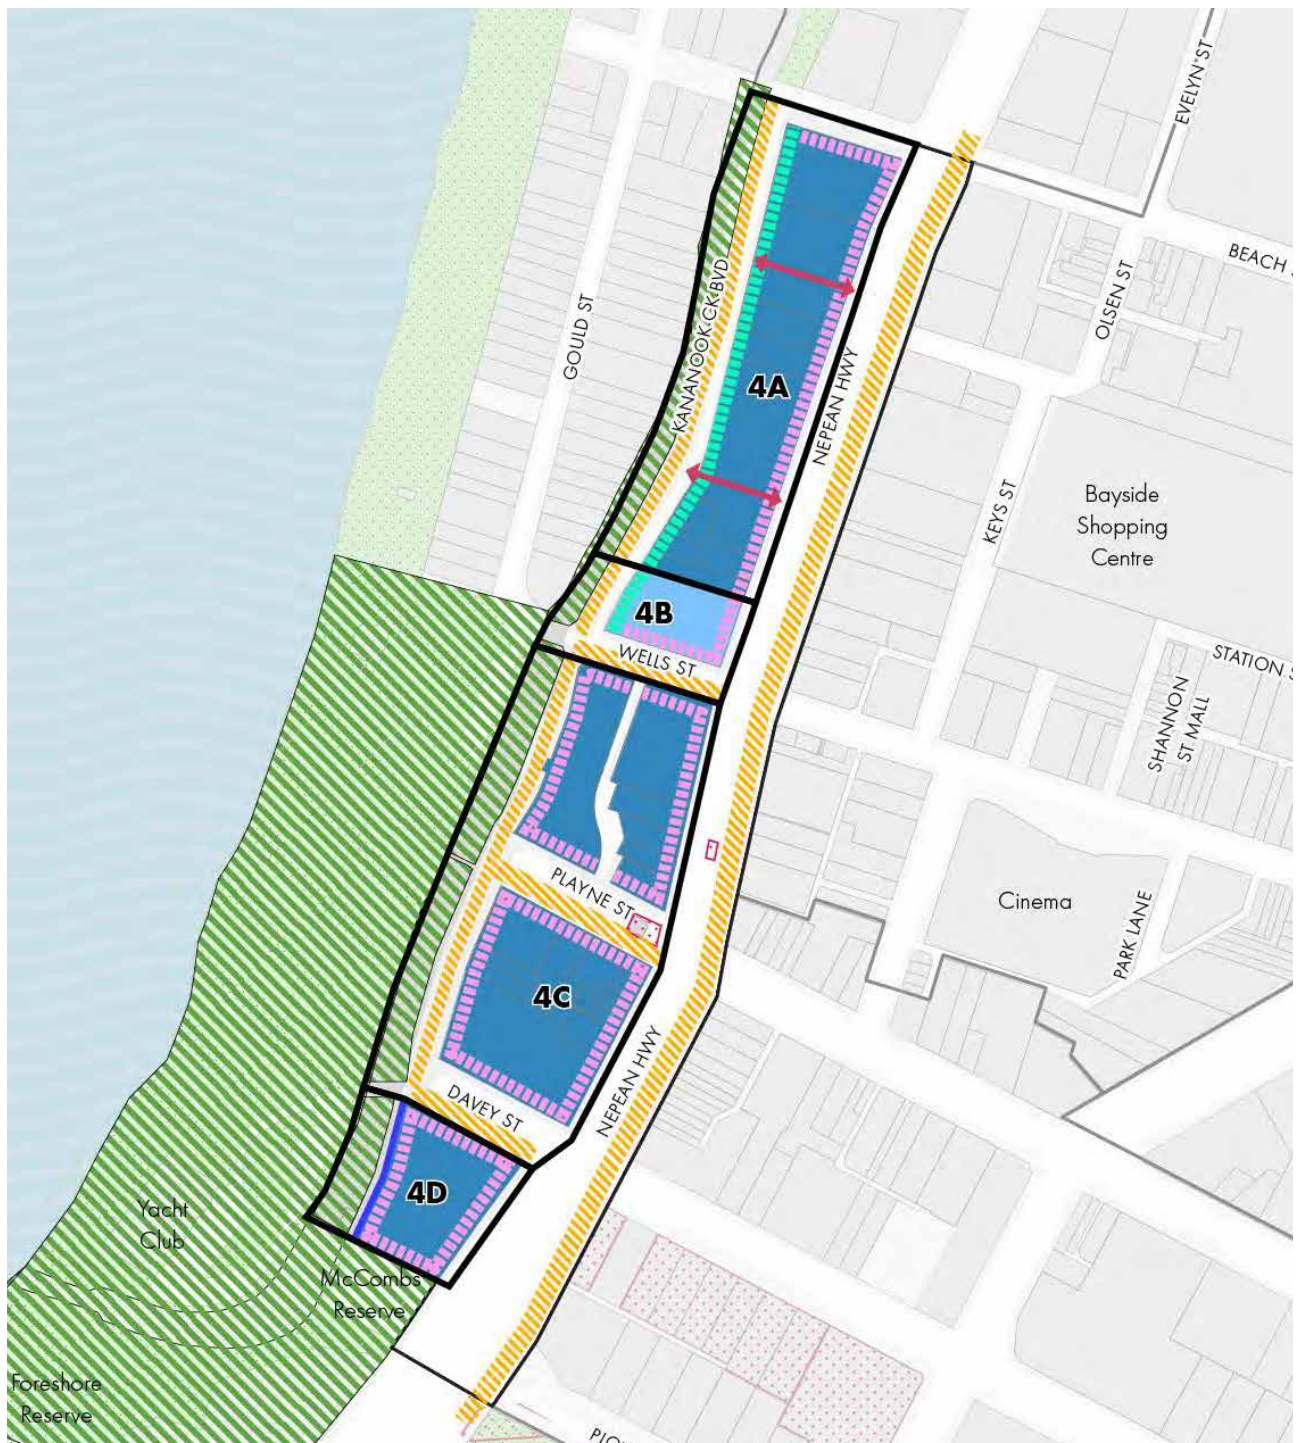 EVELYN ST
BEACH
OLSEN ST
GOULD ST
KANANOOK CK BVD
4A
NEPEAN HWY
KEYS ST
Bayside
Shopping
Centre
4B
WELLS ST
STATION S
SHANNON
ST MALL
PLAYNE ST
Cinema
PARK LANE
4C
NEPEAN HWY
DAVEY ST
4D
Yacht
Club
McCombs
Reserve
Foreshore
Reserve